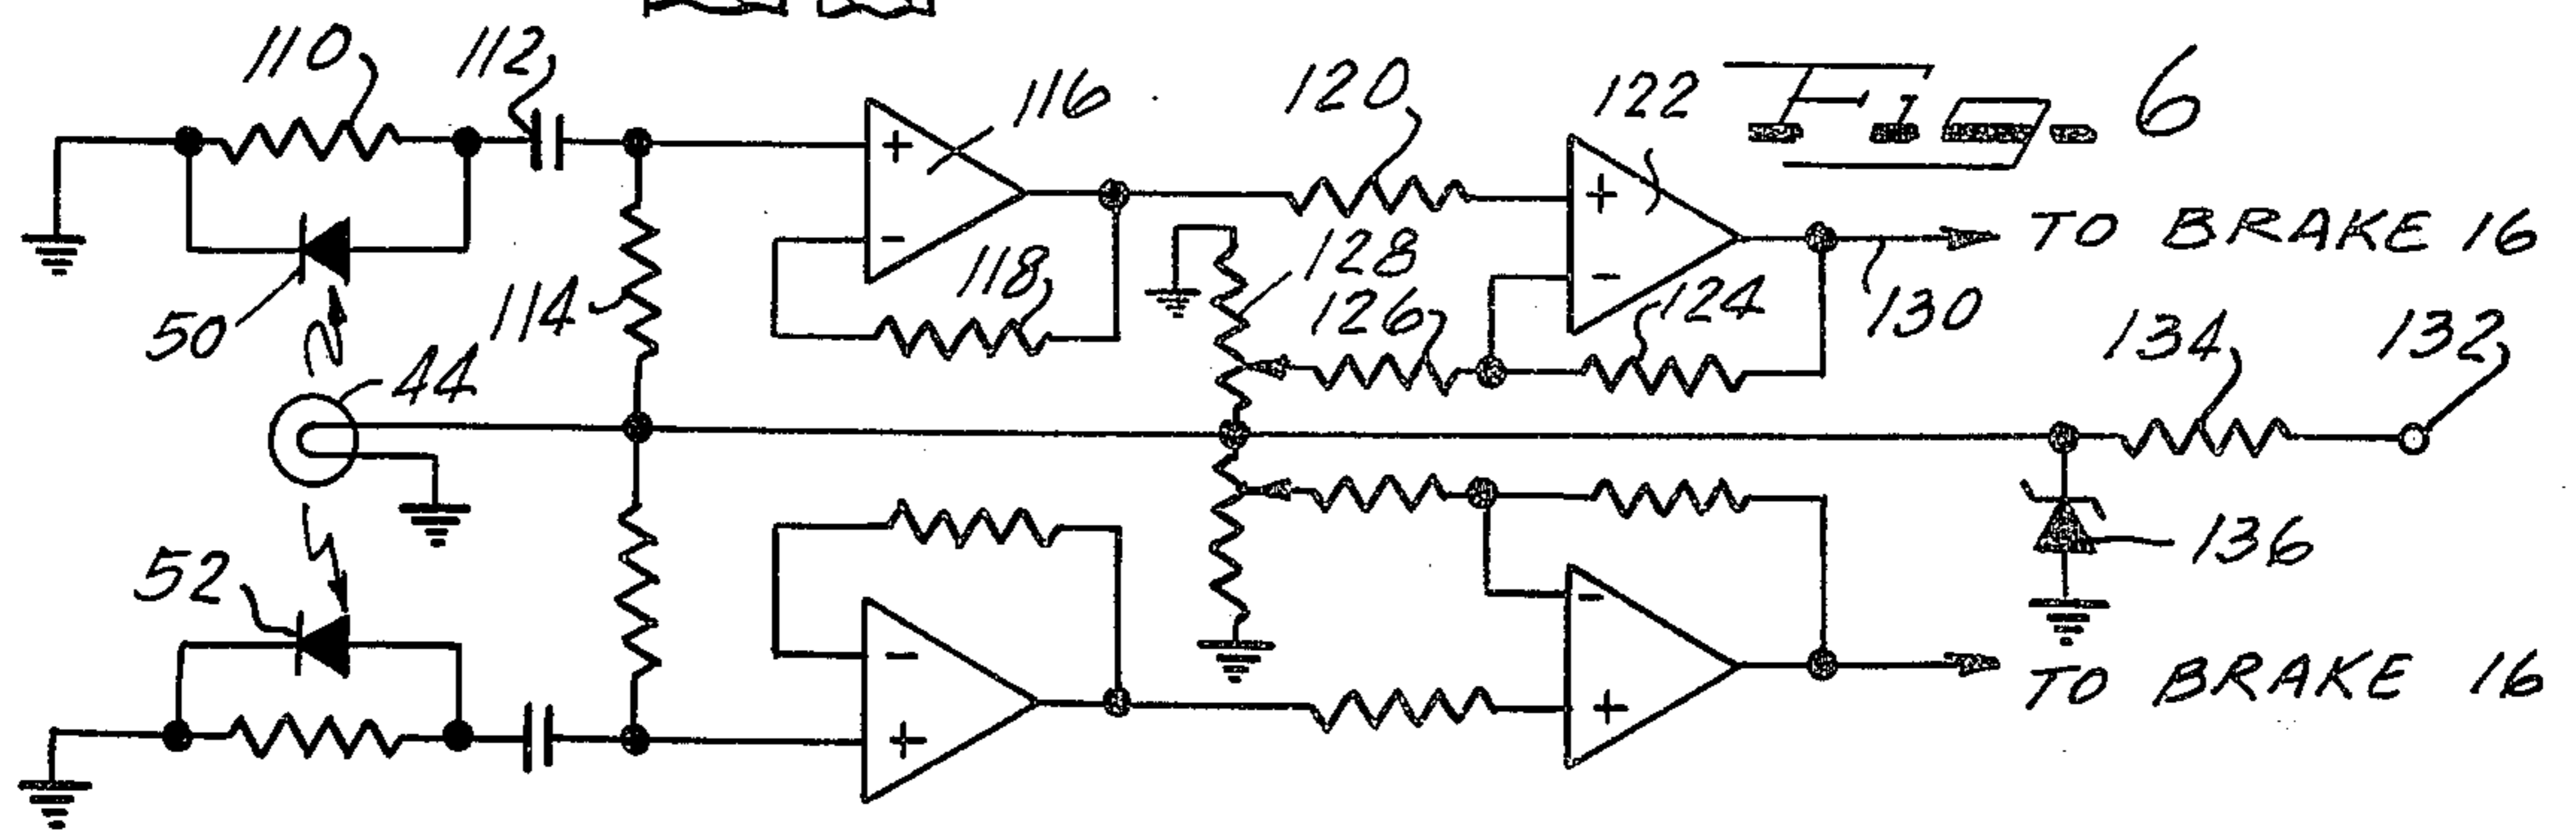 110 112 116 120 122 Fig. 6
TO BRAKE 16
50 114 118 128 126 124 130
44 134 132
52 136
TO BRAKE 16
+ -
+ -
- +
- +